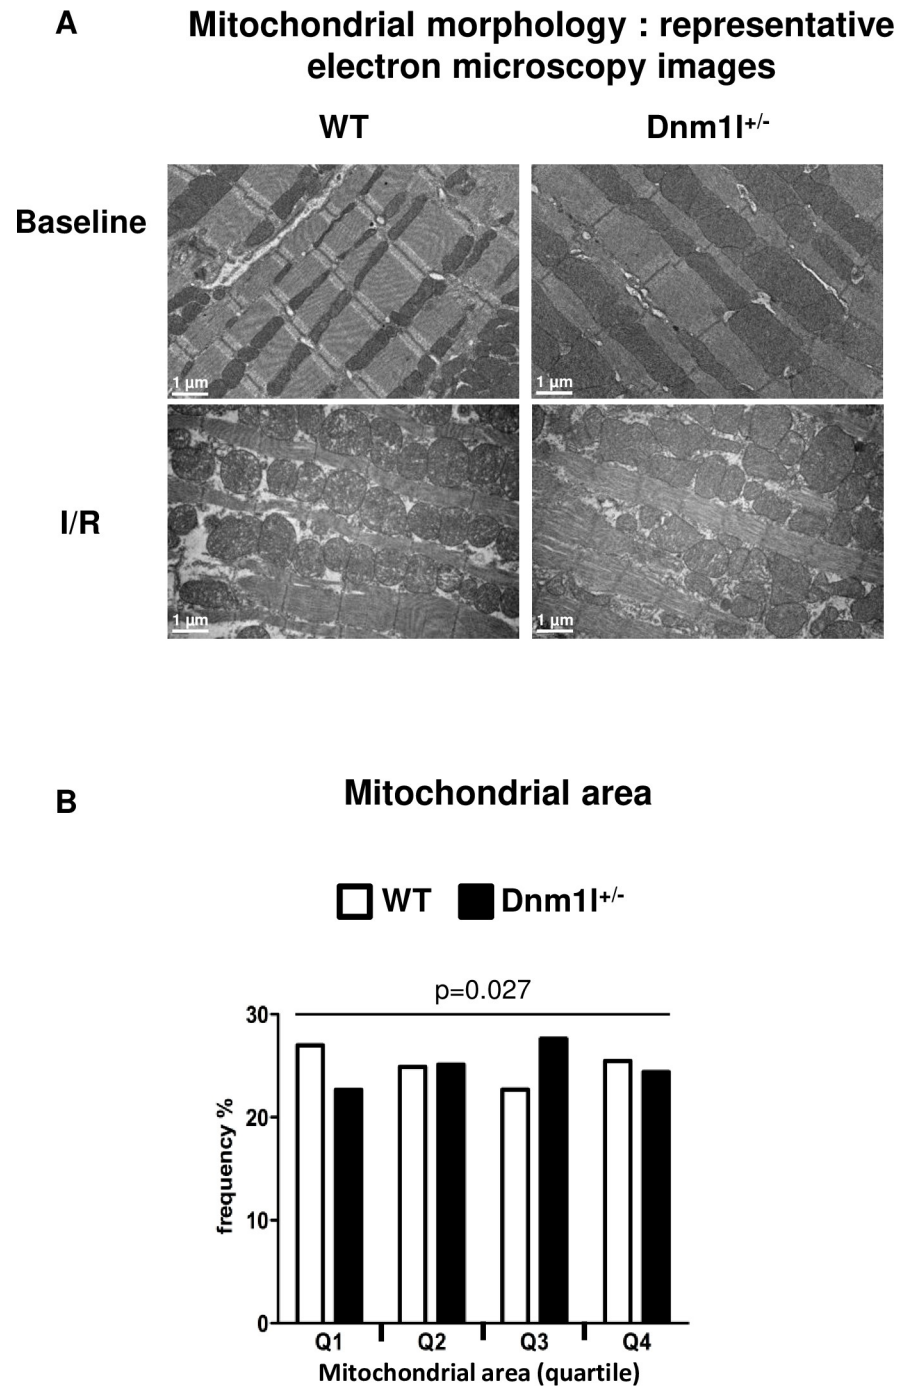 A
Mitochondrial morphology : representative
electron microscopy images
WT
Dnm1l+/-
Baseline
1 µm
1 µm
I/R
1 µm
1 µm
B
Mitochondrial area
WT
Dnm1l+/-
p=0.027
30
20
10
0
frequency %
Q1
Q2
Q3
Q4
Mitochondrial area (quartile)